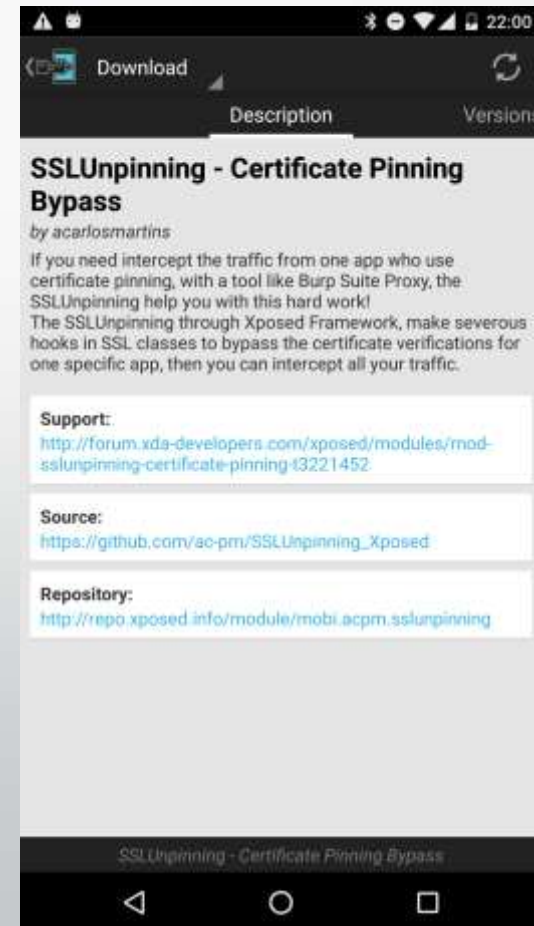 22:00
Download
Description Versions
SSLUnpinning - Certificate Pinning
Bypass
by acarlosmartins
If you need intercept the traffic from one app who use
certificate pinning, with a tool like Burp Suite Proxy, the
SSLUnpinning help you with this hard work!
The SSLUnpinning through Xposed Framework, make severous
hooks in SSL classes to bypass the certificate verifications for
one specific app, then you can intercept all your traffic.
Support:
http://forum.xda-developers.com/xposed/modules/mod-
sslunpinning-certificate-pinning-t3221452
Source:
https://github.com/ac-pm/SSLUnpinning_Xposed
Repository:
http://repo.xposed.info/module/mobi.acpm.sslunpinning
SSLUnpinning - Certificate Pinning Bypass